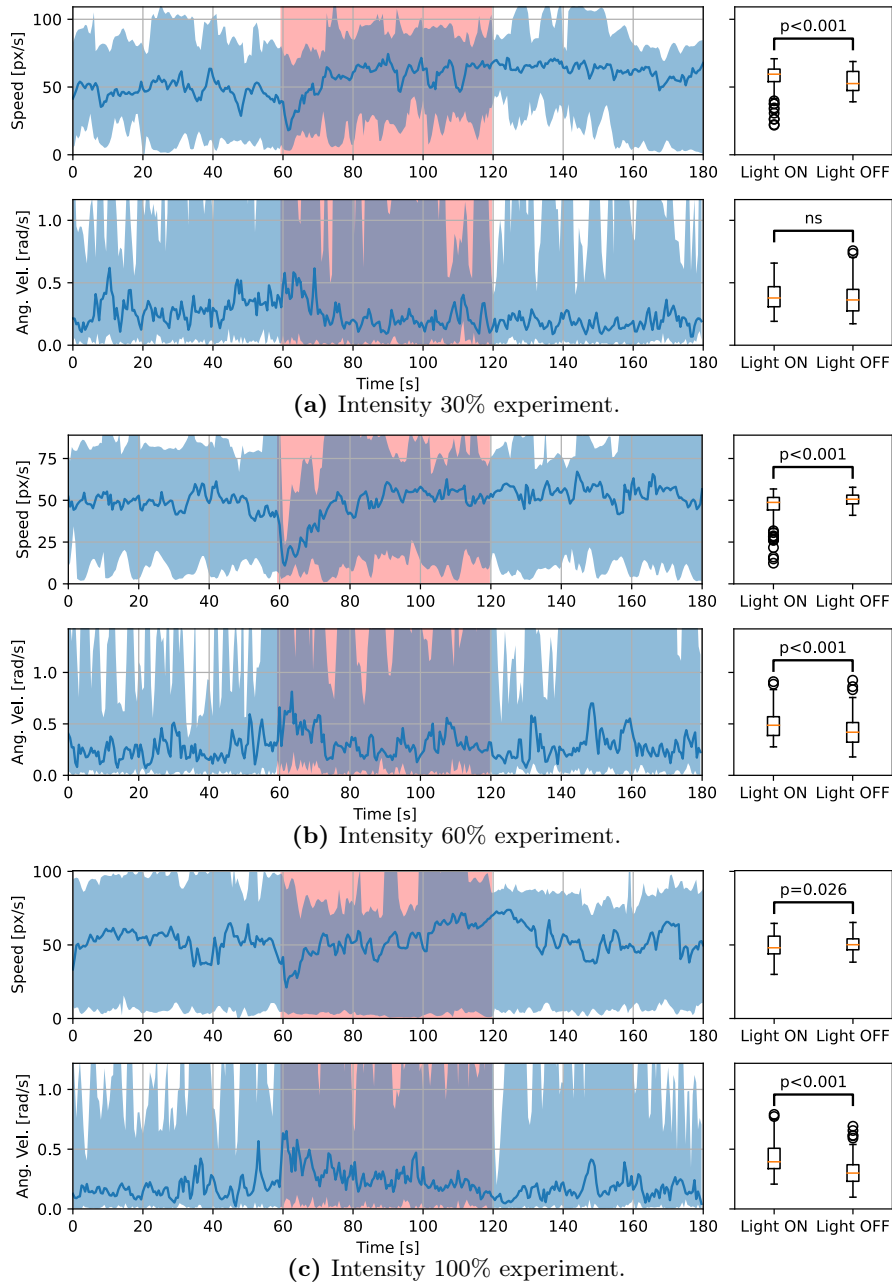 Speed [px/s]
100
50
0
0 20 40 60 80 100 120 140 160 180
p<0.001
Light ON Light OFF
Ang. Vel. [rad/s]
1.0
0.5
0.0
0 20 40 60 80 100 120 140 160 180
Time [s]
ns
Light ON Light OFF
(a) Intensity 30% experiment.
Speed [px/s]
75
50
25
0
0 20 40 60 80 100 120 140 160 180
p<0.001
Light ON Light OFF
Ang. Vel. [rad/s]
1.0
0.5
0.0
0 20 40 60 80 100 120 140 160 180
Time [s]
p<0.001
Light ON Light OFF
(b) Intensity 60% experiment.
Speed [px/s]
100
50
0
0 20 40 60 80 100 120 140 160 180
p=0.026
Light ON Light OFF
Ang. Vel. [rad/s]
1.0
0.5
0.0
0 20 40 60 80 100 120 140 160 180
Time [s]
p<0.001
Light ON Light OFF
(c) Intensity 100% experiment.